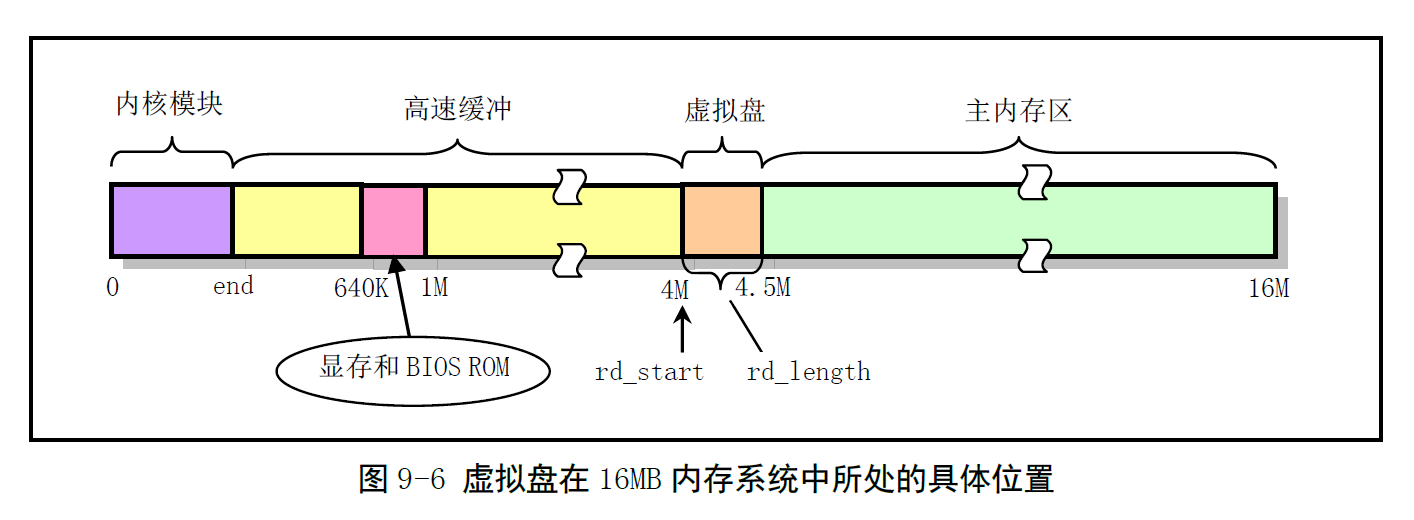 内核模块 高速缓冲 虚拟盘 主内存区
0 end 640K 1M 4M 4.5M 16M
显存和 BIOS ROM
rd_start rd_length
图 9-6 虚拟盘在 16MB 内存系统中所处的具体位置